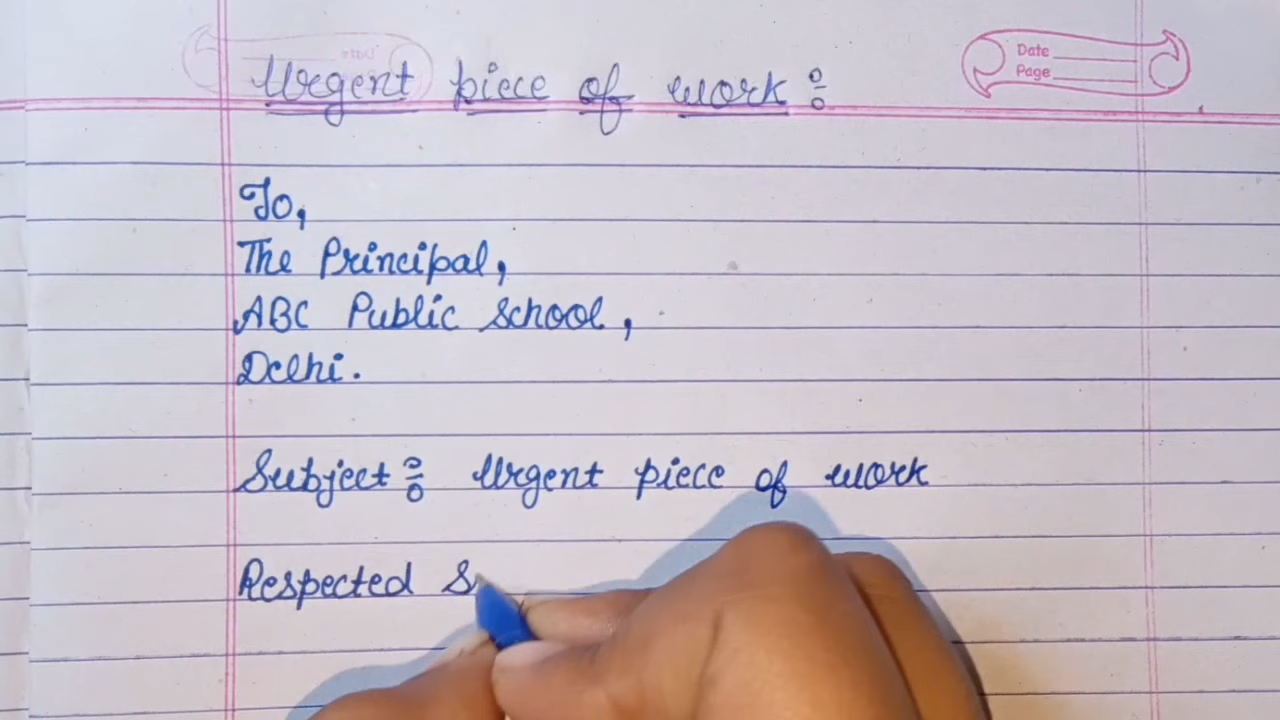 Urgent piece of work :
Date
Page
To,
The Principal,
ABC Public School,
Delhi.
Subject : Urgent piece of work
Respected S